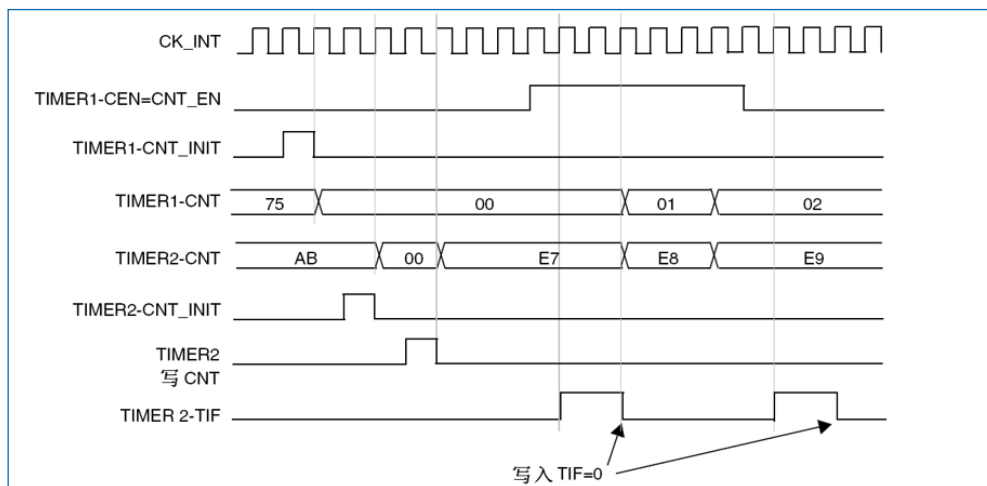 CK_INT
TIMER1-CEN=CNT_EN
TIMER1-CNT_INIT
TIMER1-CNT
75
00
01
02
TIMER2-CNT
AB
00
E7
E8
E9
TIMER2-CNT_INIT
TIMER2
写 CNT
TIMER 2-TIF
写入 TIF=0